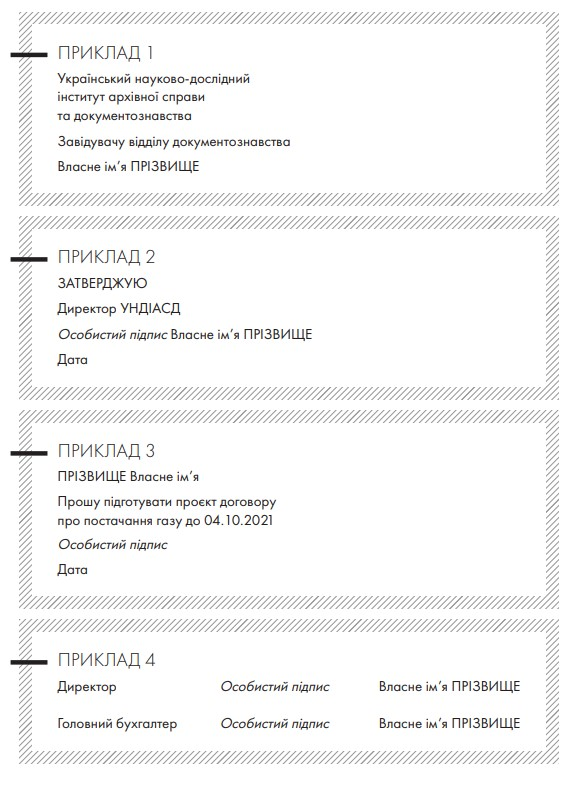 ПРИКЛАД 1
Український науково-дослідний
інститут архівної справи
та документознавства
Завідувачу відділу документознавства
Власне ім’я ПРІЗВИЩЕ
ПРИКЛАД 2
ЗАТВЕРДЖУЮ
Директор УНДІАСД
Особистий підпис Власне ім’я ПРІЗВИЩЕ
Дата
ПРИКЛАД 3
ПРІЗВИЩЕ Власне ім’я
Прошу підготувати проєкт договору
про постачання газу до 04.10.2021
Особистий підпис
Дата
ПРИКЛАД 4
Директор Особистий підпис Власне ім’я ПРІЗВИЩЕ
Головний бухгалтер Особистий підпис Власне ім’я ПРІЗВИЩЕ